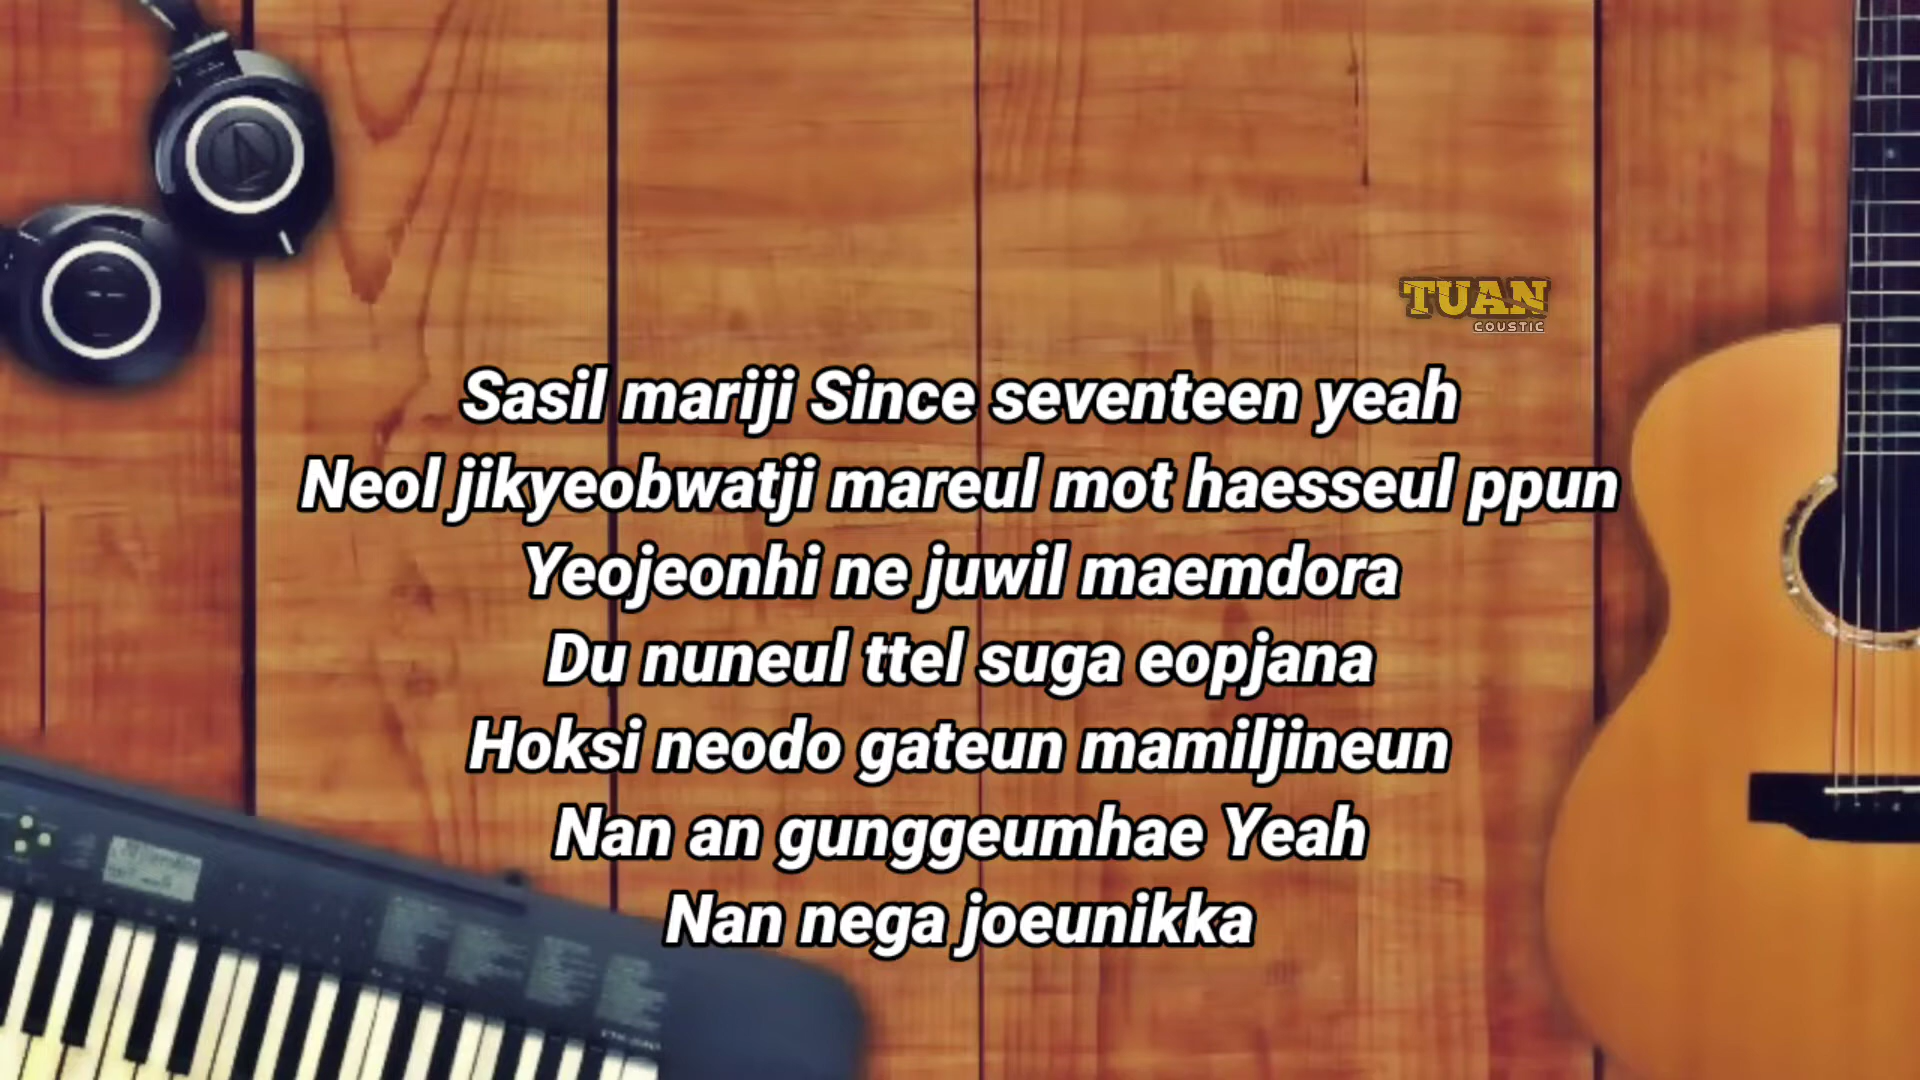 TUAN
COUSTIC
Sasil mariji Since seventeen yeah
Neol jikyeobwatji mareul mot haesseul ppun
Yeojeonhi ne juwil maemdora
Du nuneul ttel suga eopjana
Hoksi neodo gateun mamiljineun
Nan an gunggeumhae Yeah
Nan nega joeunikka